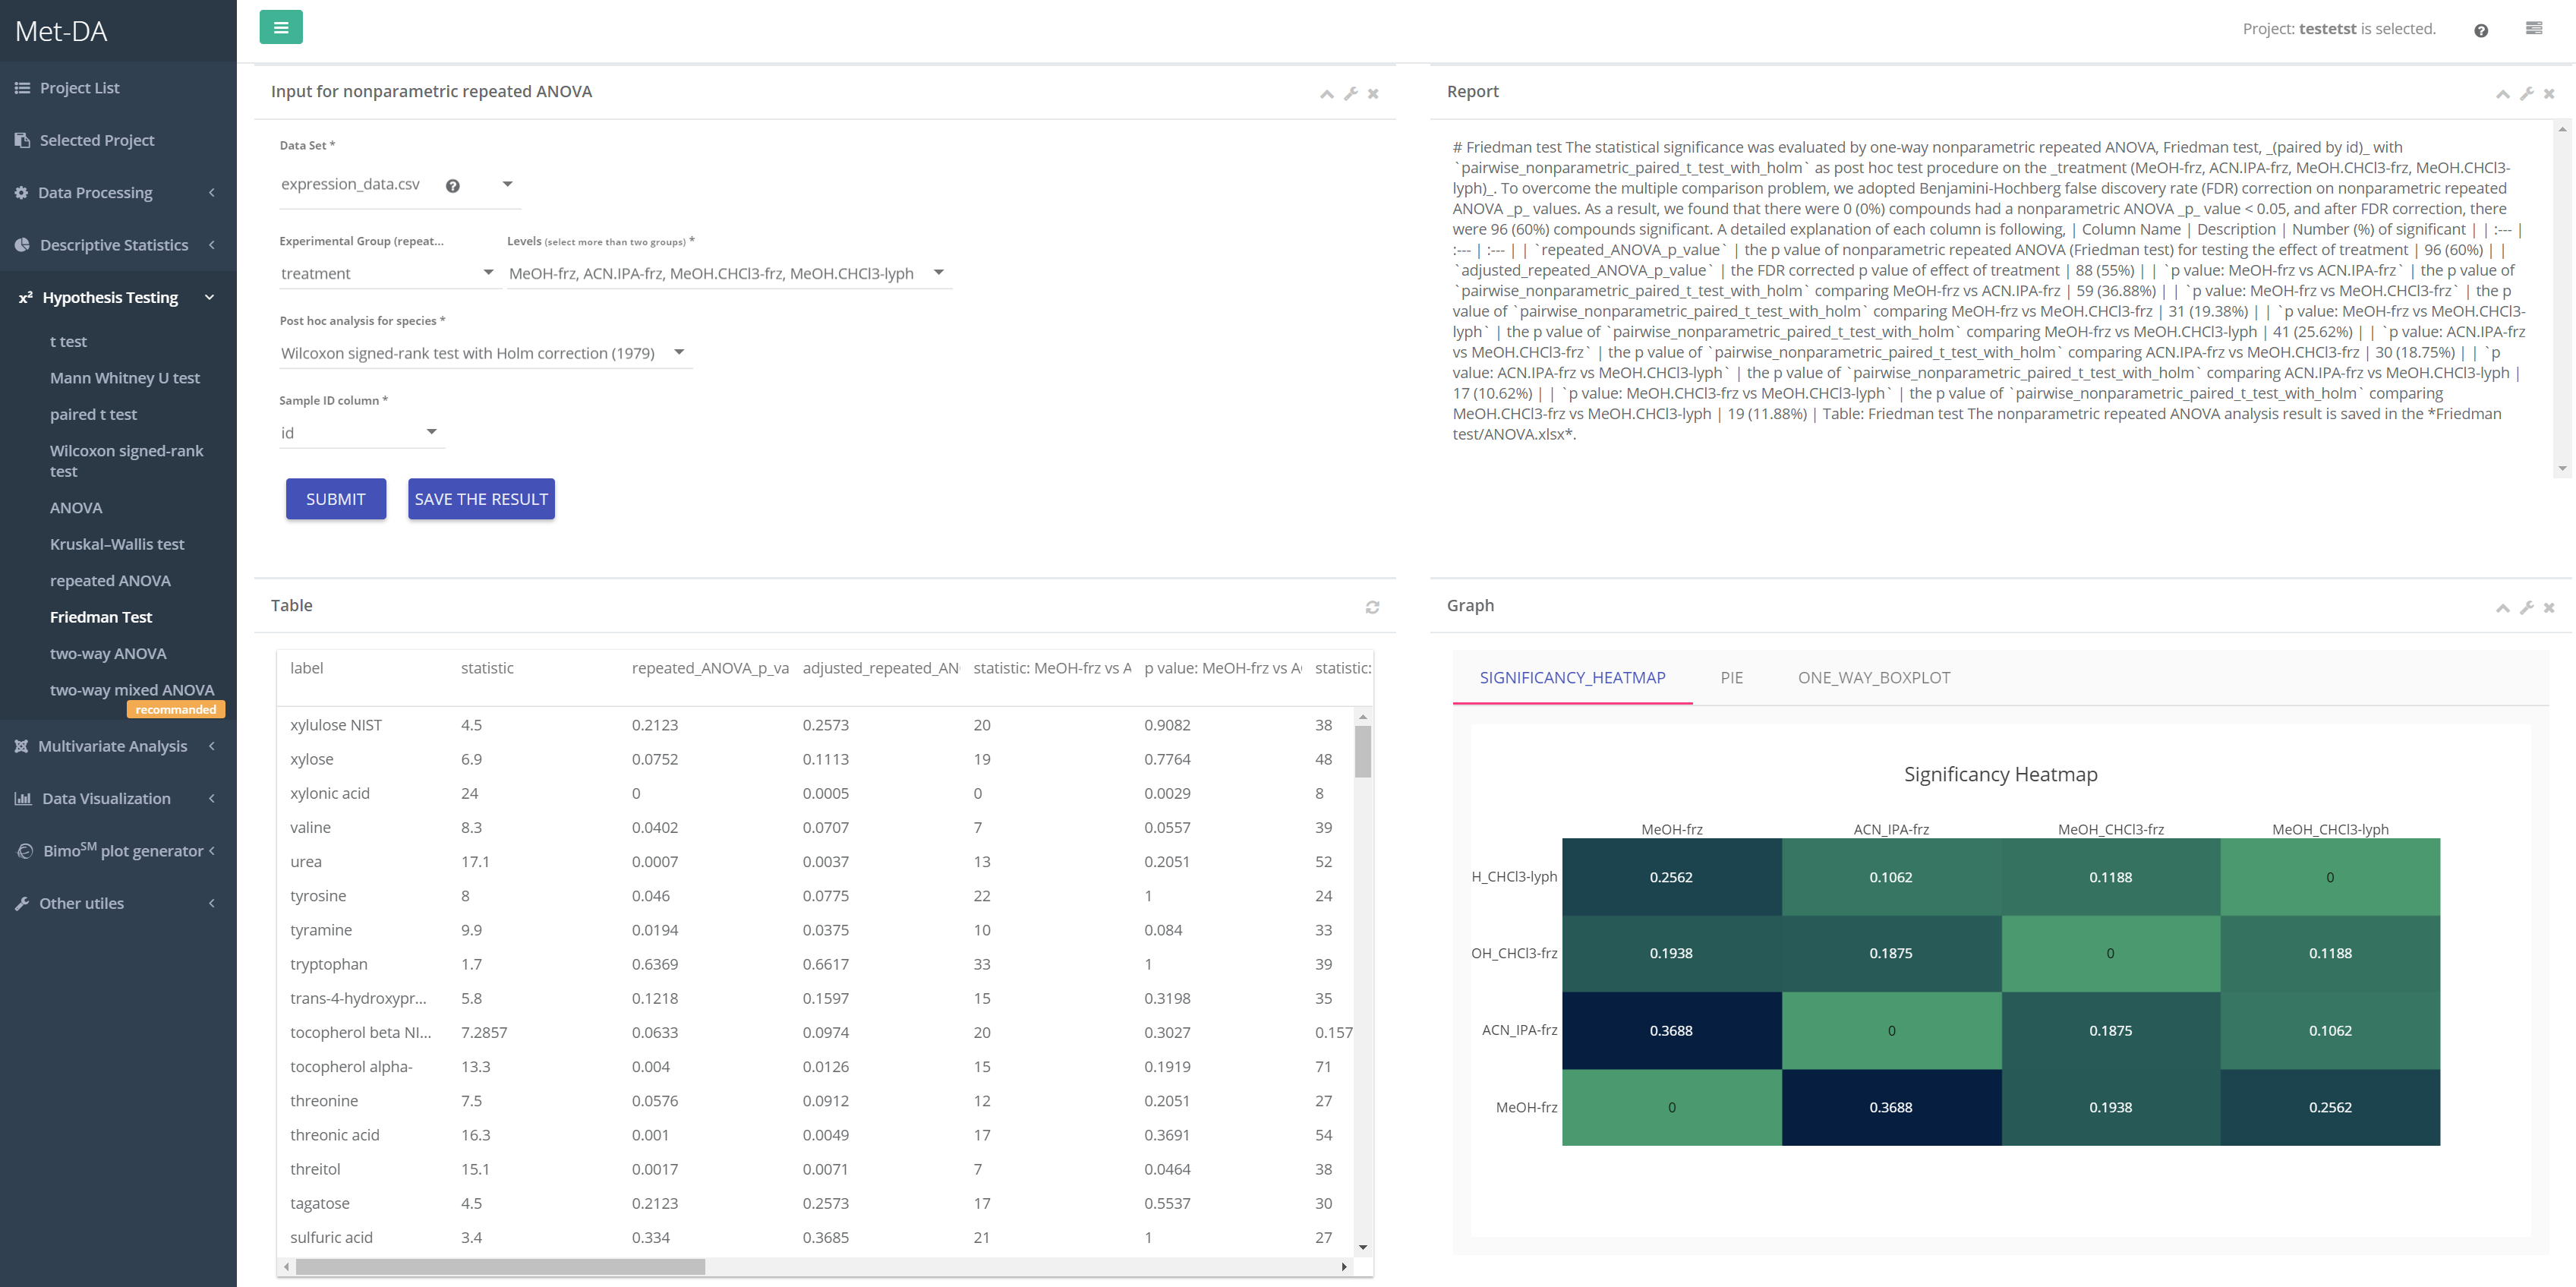 Met-DA
Project: testetst is selected.
Project List
Selected Project
Data Processing
Descriptive Statistics
x² Hypothesis Testing
t test
Mann Whitney U test
paired t test
Wilcoxon signed-rank
test
ANOVA
Kruskal–Wallis test
repeated ANOVA
Friedman Test
two-way ANOVA
two-way mixed ANOVA
recommanded
Multivariate Analysis
Data Visualization
Bimo^SM plot generator
Other utiles
Input for nonparametric repeated ANOVA
Data Set *
expression_data.csv
Experimental Group (repeat... Levels (select more than two groups) *
treatment MeOH-frz, ACN.IPA-frz, MeOH.CHCl3-frz, MeOH.CHCl3-lyph
Post hoc analysis for species *
Wilcoxon signed-rank test with Holm correction (1979)
Sample ID column *
id
SUBMIT SAVE THE RESULT
Report
# Friedman test The statistical significance was evaluated by one-way nonparametric repeated ANOVA, Friedman test, _(paired by id)_ with
`pairwise_nonparametric_paired_t_test_with_holm` as post hoc test procedure on the _treatment (MeOH-frz, ACN.IPA-frz, MeOH.CHCl3-frz, MeOH.CHCl3-
lyph)_. To overcome the multiple comparison problem, we adopted Benjamini-Hochberg false discovery rate (FDR) correction on nonparametric repeated
ANOVA _p_ values. As a result, we found that there were 0 (0%) compounds had a nonparametric ANOVA _p_ value < 0.05, and after FDR correction, there
were 96 (60%) compounds significant. A detailed explanation of each column is following, | Column Name | Description | Number (%) of significant | | :--- |
:--- | :--- | | `repeated_ANOVA_p_value` | the p value of nonparametric repeated ANOVA (Friedman test) for testing the effect of treatment | 96 (60%) | |
`adjusted_repeated_ANOVA_p_value` | the FDR corrected p value of effect of treatment | 88 (55%) | | `p value: MeOH-frz vs ACN.IPA-frz` | the p value of
`pairwise_nonparametric_paired_t_test_with_holm` comparing MeOH-frz vs ACN.IPA-frz | 59 (36.88%) | | `p value: MeOH-frz vs MeOH.CHCl3-frz` | the p
value of `pairwise_nonparametric_paired_t_test_with_holm` comparing MeOH-frz vs MeOH.CHCl3-frz | 31 (19.38%) | | `p value: MeOH-frz vs MeOH.CHCl3-
lyph` | the p value of `pairwise_nonparametric_paired_t_test_with_holm` comparing MeOH-frz vs MeOH.CHCl3-lyph | 41 (25.62%) | | `p value: ACN.IPA-frz
vs MeOH.CHCl3-frz` | the p value of `pairwise_nonparametric_paired_t_test_with_holm` comparing ACN.IPA-frz vs MeOH.CHCl3-frz | 30 (18.75%) | | `p
value: ACN.IPA-frz vs MeOH.CHCl3-lyph` | the p value of `pairwise_nonparametric_paired_t_test_with_holm` comparing ACN.IPA-frz vs MeOH.CHCl3-lyph |
17 (10.62%) | | `p value: MeOH.CHCl3-frz vs MeOH.CHCl3-lyph` | the p value of `pairwise_nonparametric_paired_t_test_with_holm` comparing
MeOH.CHCl3-frz vs MeOH.CHCl3-lyph | 19 (11.88%) | Table: Friedman test The nonparametric repeated ANOVA analysis result is saved in the *Friedman
test/ANOVA.xlsx*.
Table
label statistic repeated_ANOVA_p_va adjusted_repeated_AN statistic: MeOH-frz vs A p value: MeOH-frz vs A statistic:
xylulose NIST 4.5 0.2123 0.2573 20 0.9082 38
xylose 6.9 0.0752 0.1113 19 0.7764 48
xylonic acid 24 0 0.0005 0 0.0029 8
valine 8.3 0.0402 0.0707 7 0.0557 39
urea 17.1 0.0007 0.0037 13 0.2051 52
tyrosine 8 0.046 0.0775 22 1 24
tyramine 9.9 0.0194 0.0375 10 0.084 33
tryptophan 1.7 0.6369 0.6617 33 1 39
trans-4-hydroxypr... 5.8 0.1218 0.1597 15 0.3198 35
tocopherol beta NI... 7.2857 0.0633 0.0974 20 0.3027 0.157
tocopherol alpha- 13.3 0.004 0.0126 15 0.1919 71
threonine 7.5 0.0576 0.0912 12 0.2051 27
threonic acid 16.3 0.001 0.0049 17 0.3691 54
threitol 15.1 0.0017 0.0071 7 0.0464 38
tagatose 4.5 0.2123 0.2573 17 0.5537 30
sulfuric acid 3.4 0.334 0.3685 21 1 27
Graph
SIGNIFICANCY_HEATMAP PIE ONE_WAY_BOXPLOT
Significancy Heatmap
MeOH-frz ACN_IPA-frz MeOH_CHCl3-frz MeOH_CHCl3-lyph
H_CHCl3-lyph 0.2562 0.1062 0.1188 0
OH_CHCl3-frz 0.1938 0.1875 0 0.1188
ACN_IPA-frz 0.3688 0 0.1875 0.1062
MeOH-frz 0 0.3688 0.1938 0.2562